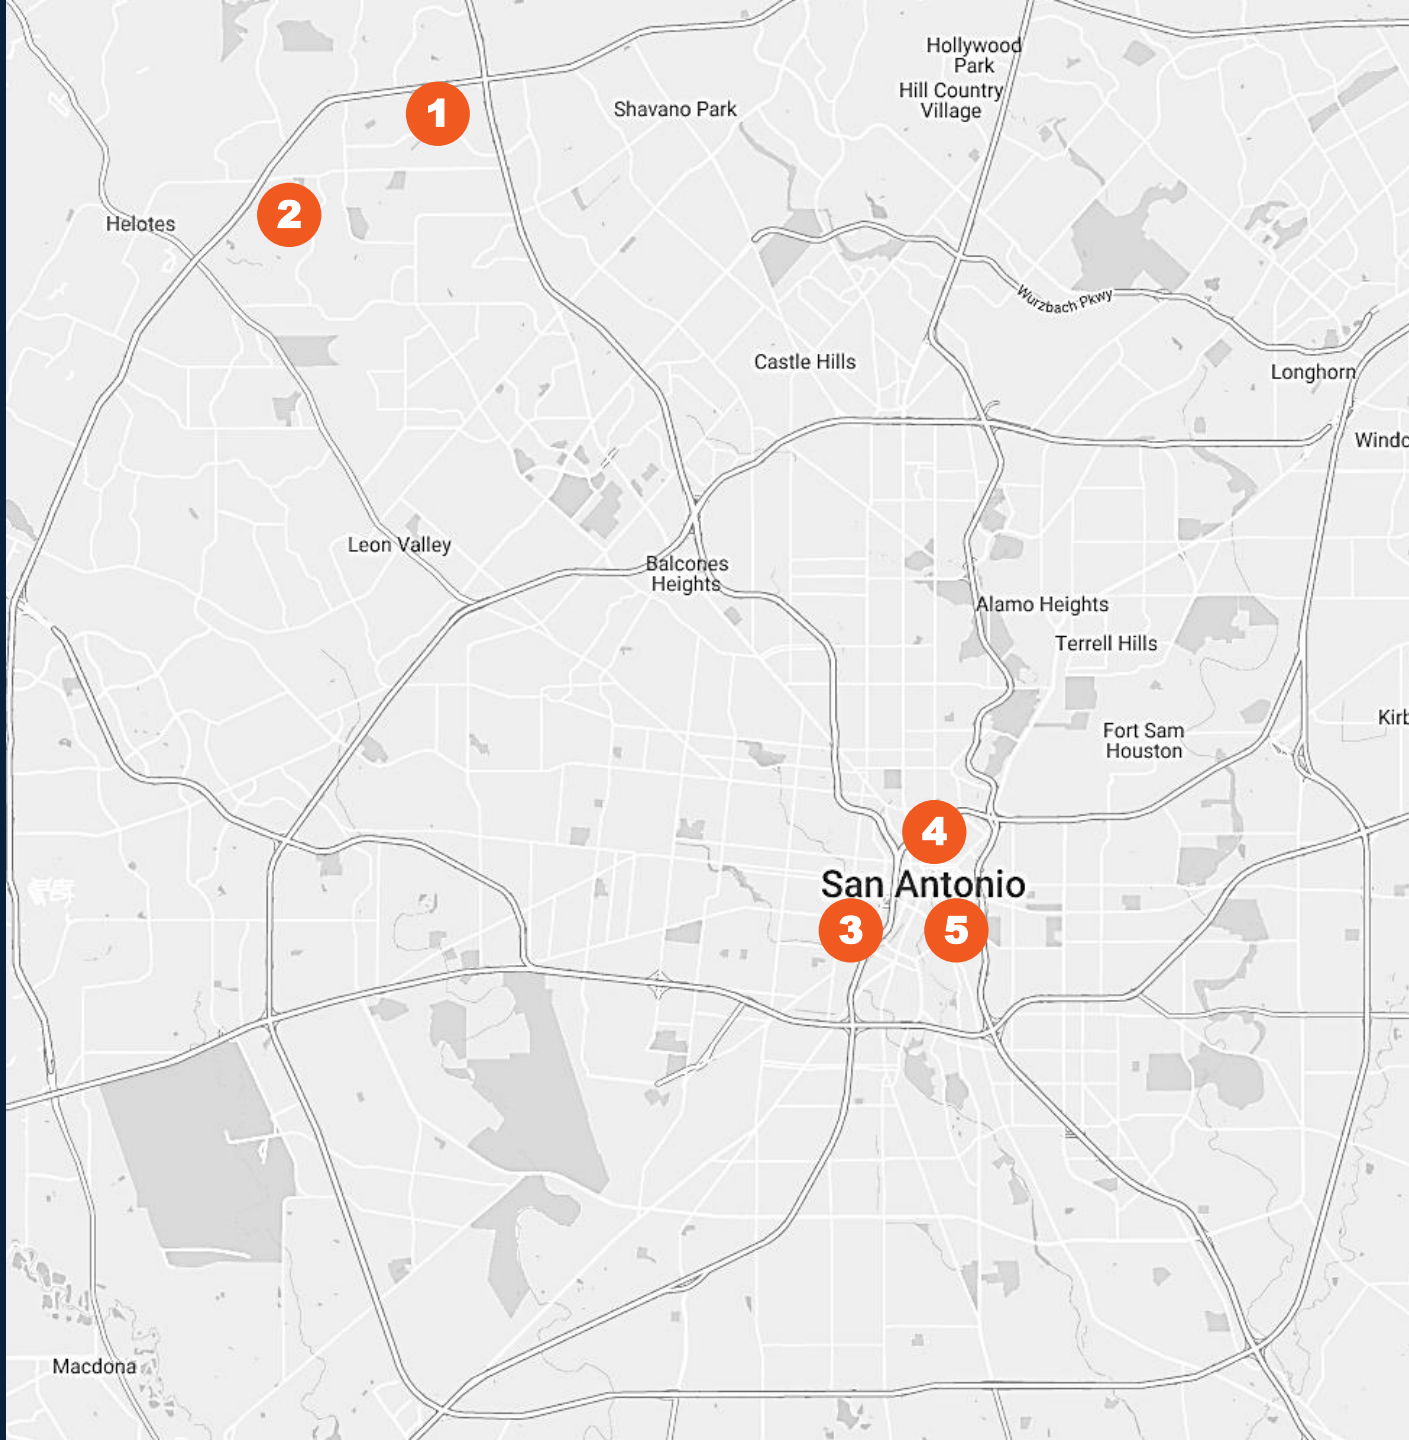 Hollywood
Park
Hill Country
Village
Shavano Park
1
2
Helotes
Wurzbach Pkwy
Castle Hills
Longhorn
Windc
Leon Valley
Balcones
Heights
Alamo Heights
Terrell Hills
Kirb
Fort Sam
Houston
4
San Antonio
3
5
Macdona